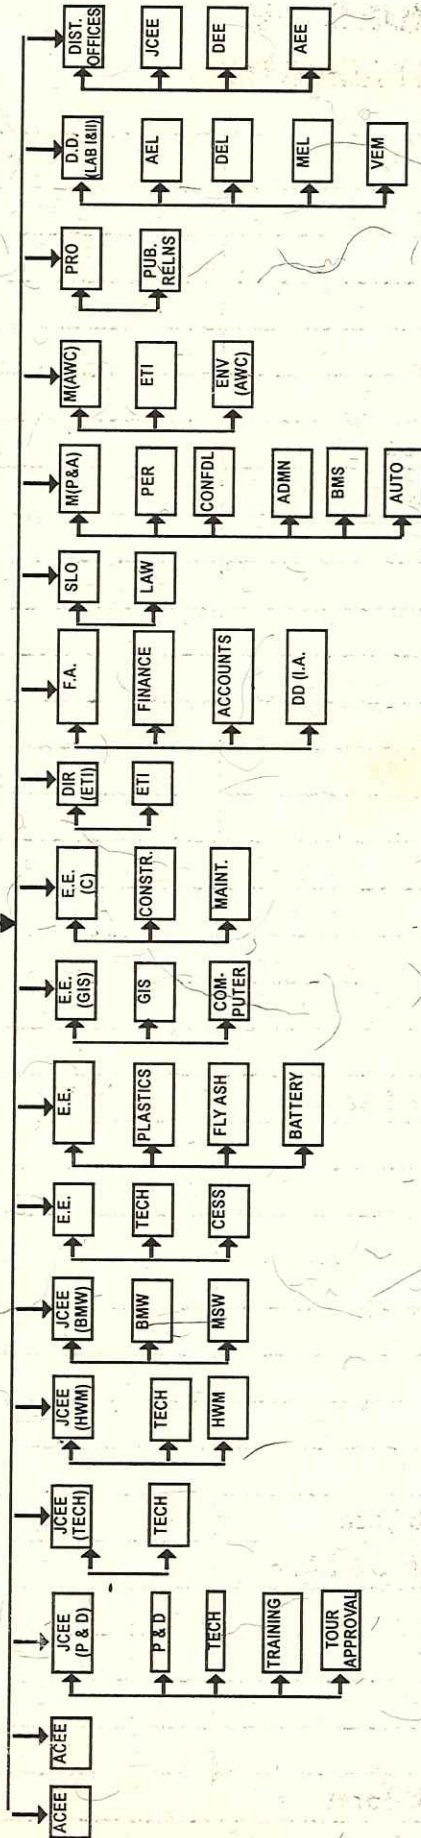 ACEE
ACEE
JCEE
(P & D)
P & D
TECH
TRAINING
TOUR
APPROVAL
JCEE
(TECH)
TECH
JCEE
(HWM)
TECH
HWM
JCEE
(BMW)
BMW
MSW
E.E.
TECH
CESS
E.E.
PLASTICS
FLY ASH
BATTERY
E.E.
(GIS)
GIS
COM-
PUTER
E.E.
(C)
CONSTR.
MAINT.
DIR
(ETI)
ETI
F.A.
FINANCE
ACCOUNTS
DD (I.A.
SLO
LAW
M(P&A)
PER
CONFDL
ADMN
BMS
AUTO
M(AWC)
ETI
ENV
(AWC)
PRO
PUB.
RELNS
D.D.
(LAB I&II)
AEL
DEL
MEL
VEM
DIST.
OFFICES
JCEE
DEE
AEE